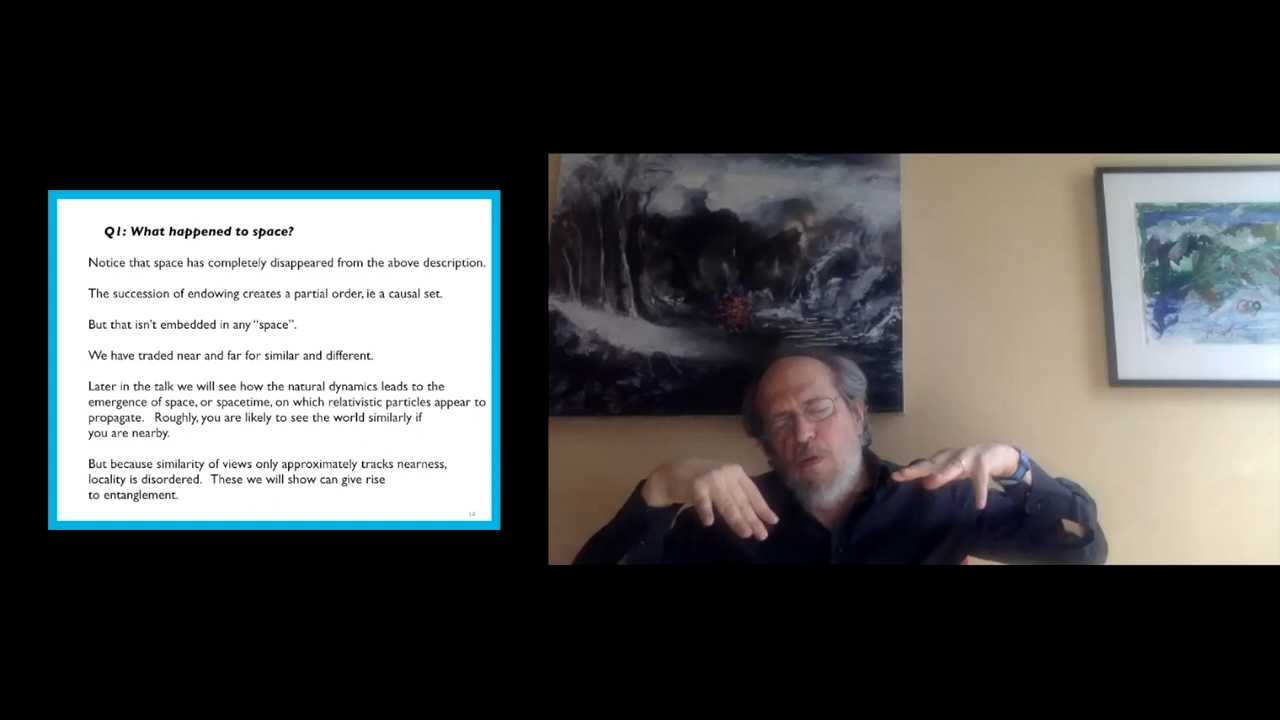 Q1: What happened to space?
Notice that space has completely disappeared from the above description.
The succession of endowing creates a partial order, ie a causal set.
But that isn't embedded in any "space".
We have traded near and far for similar and different.
Later in the talk we will see how the natural dynamics leads to the
emergence of space, or spacetime, on which relativistic particles appear to
propagate. Roughly, you are likely to see the world similarly if
you are nearby.
But because similarity of views only approximately tracks nearness,
locality is disordered. These we will show can give rise
to entanglement.
14